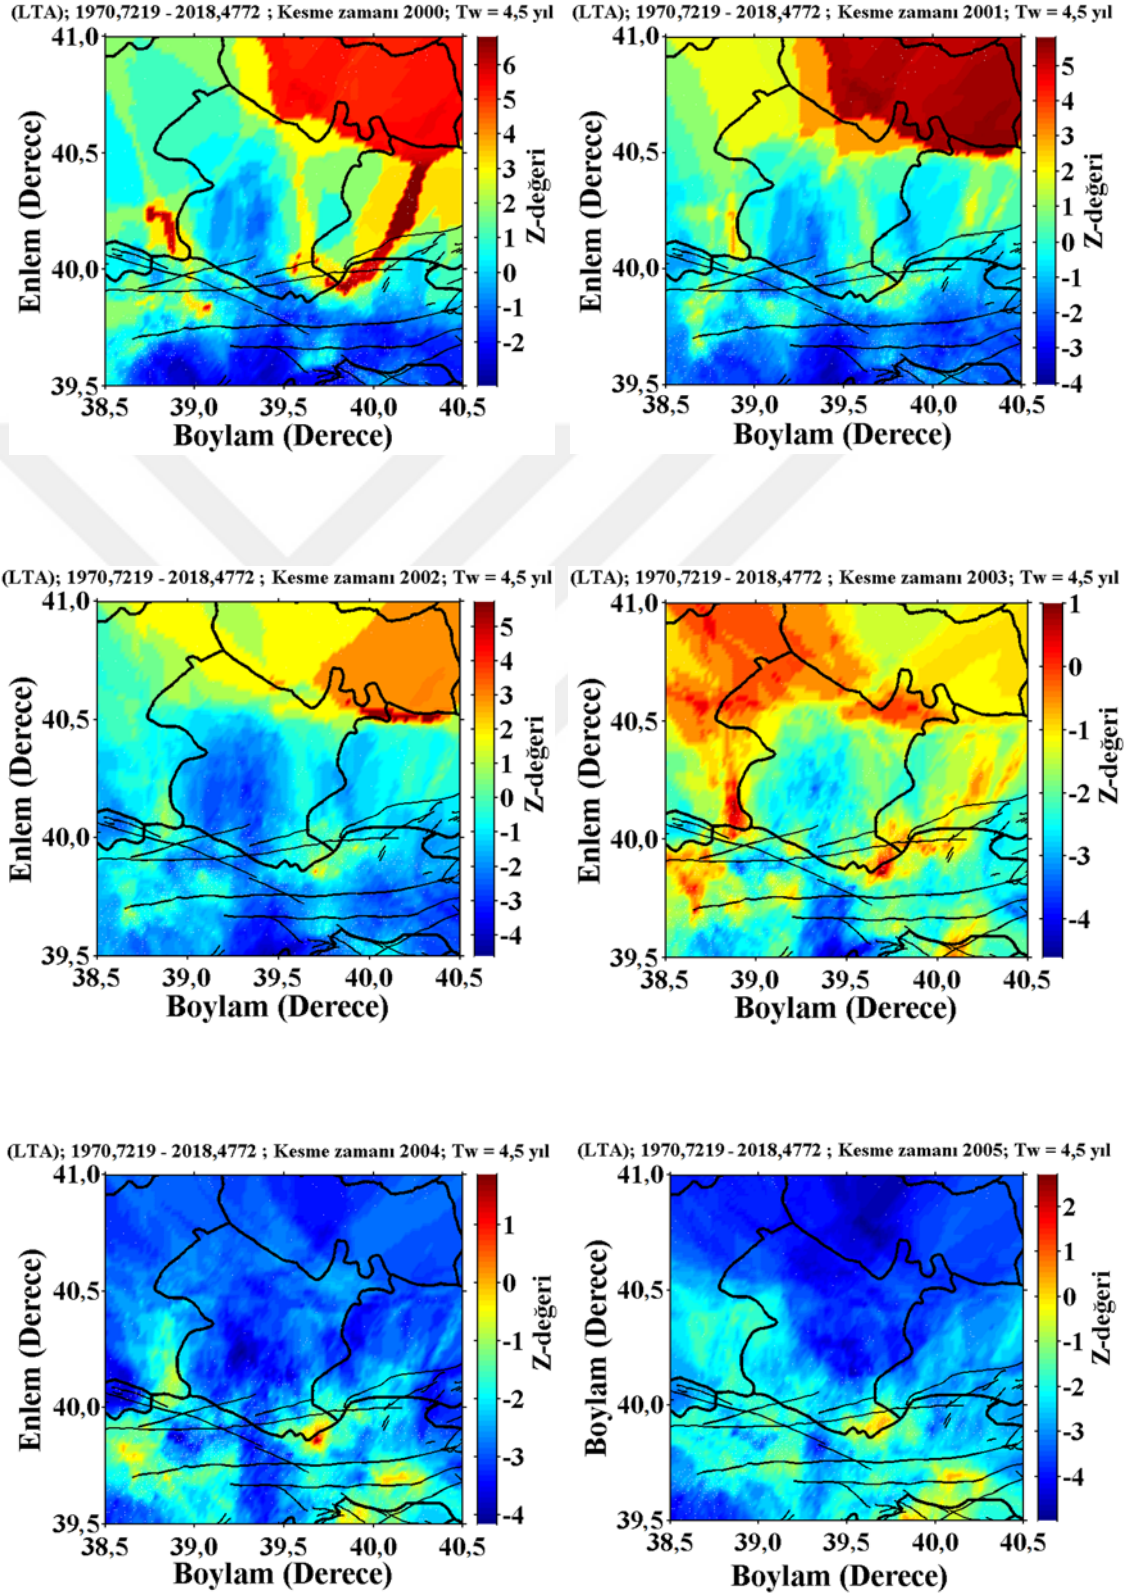 (LTA); 1970,7219 - 2018,4772 ; Kesme zamanı 2000; Tw = 4,5 yıl
41,0
40,5
40,0
39,5
Enlem (Derece)
38,5 39,0 39,5 40,0 40,5
Boylam (Derece)
6
5
4
3
2
1
0
-1
-2
Z-değeri
(LTA); 1970,7219 - 2018,4772 ; Kesme zamanı 2001; Tw = 4,5 yıl
41,0
40,5
40,0
39,5
Enlem (Derece)
38,5 39,0 39,5 40,0 40,5
Boylam (Derece)
5
4
3
2
1
0
-1
-2
-3
-4
Z-değeri
(LTA); 1970,7219 - 2018,4772 ; Kesme zamanı 2002; Tw = 4,5 yıl
41,0
40,5
40,0
39,5
Enlem (Derece)
38,5 39,0 39,5 40,0 40,5
Boylam (Derece)
5
4
3
2
1
0
-1
-2
-3
-4
Z-değeri
(LTA); 1970,7219 - 2018,4772 ; Kesme zamanı 2003; Tw = 4,5 yıl
41,0
40,5
40,0
39,5
Enlem (Derece)
38,5 39,0 39,5 40,0 40,5
Boylam (Derece)
1
0
-1
-2
-3
-4
Z-değeri
(LTA); 1970,7219 - 2018,4772 ; Kesme zamanı 2004; Tw = 4,5 yıl
41,0
40,5
40,0
39,5
Enlem (Derece)
38,5 39,0 39,5 40,0 40,5
Boylam (Derece)
1
0
-1
-2
-3
-4
Z-değeri
(LTA); 1970,7219 - 2018,4772 ; Kesme zamanı 2005; Tw = 4,5 yıl
41,0
40,5
40,0
39,5
Boylam (Derece)
38,5 39,0 39,5 40,0 40,5
Boylam (Derece)
2
1
0
-1
-2
-3
-4
Z-değeri